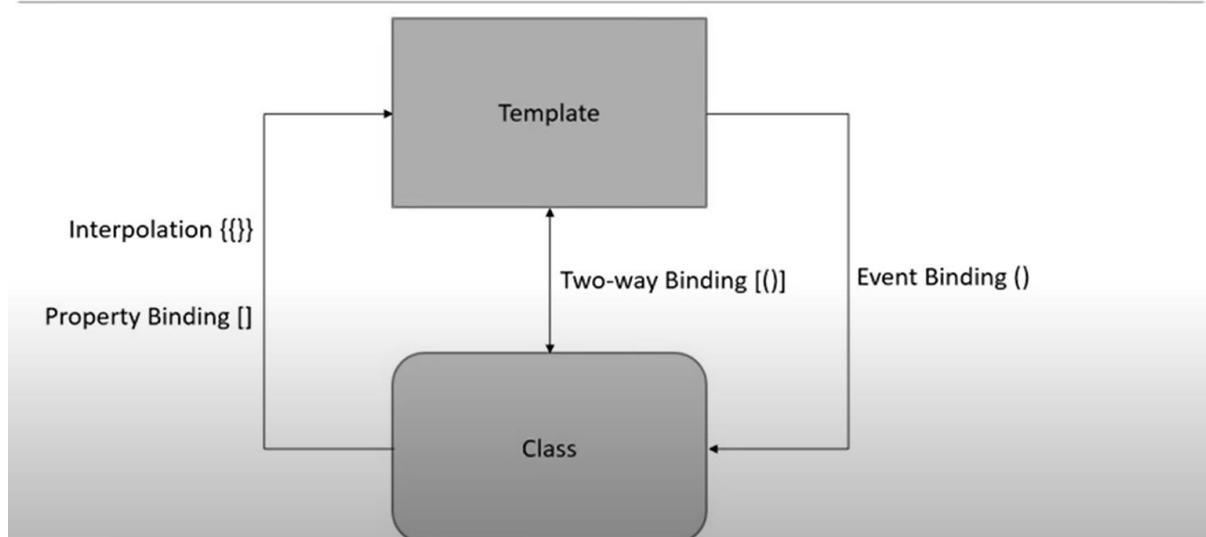 Template
Interpolation {{}}
Two-way Binding [()]
Event Binding ()
Property Binding []
Class